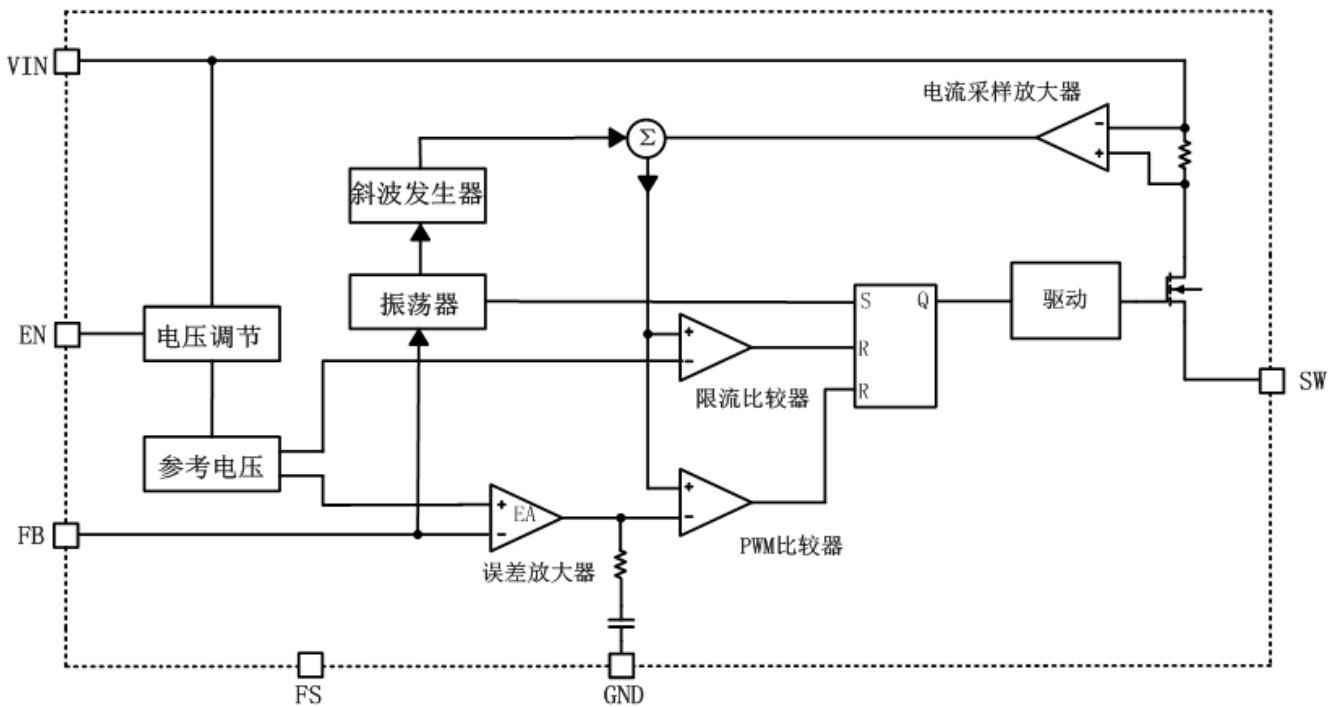 VIN
电流采样放大器
-
+
Σ
斜波发生器
振荡器
驱动
S
Q
EN
电压调节
+
-
R
限流比较器
R
SW
参考电压
+
EA
-
误差放大器
+
-
PWM比较器
FB
FS
GND